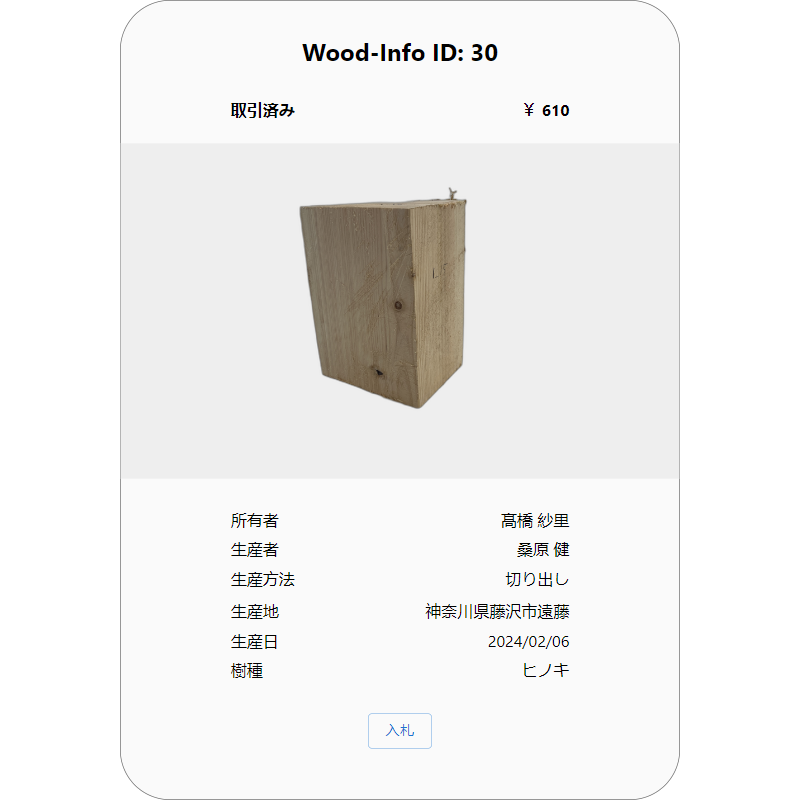 Wood-Info ID: 30
取引済み ￥ 610
所有者 髙橋 紗里
生産者 桑原 健
生産方法 切り出し
生産地 神奈川県藤沢市遠藤
生産日 2024/02/06
樹種 ヒノキ
入札